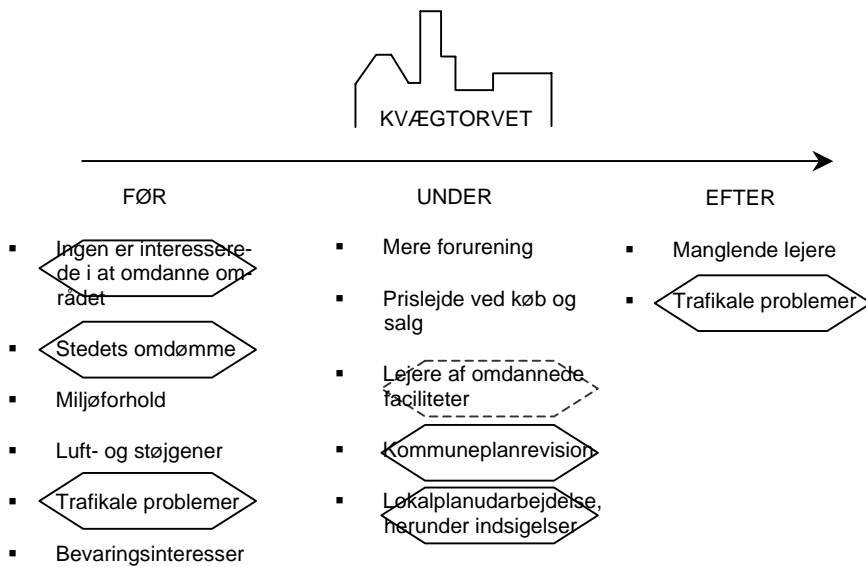 KVÆGTORVET
FØR
Ingen er interessere-
de i at omdanne om-
rådet
Stedets omdømme
Miljøforhold
Luft- og støjgener
Trafikale problemer
Bevaringsinteresser
UNDER
Mere forurening
Prislejde ved køb og
salg
Lejere af omdannede
faciliteter
Kommuneplanrevision
Lokalplanudarbejdelse,
herunder indsigelser
EFTER
Manglende lejere
Trafikale problemer